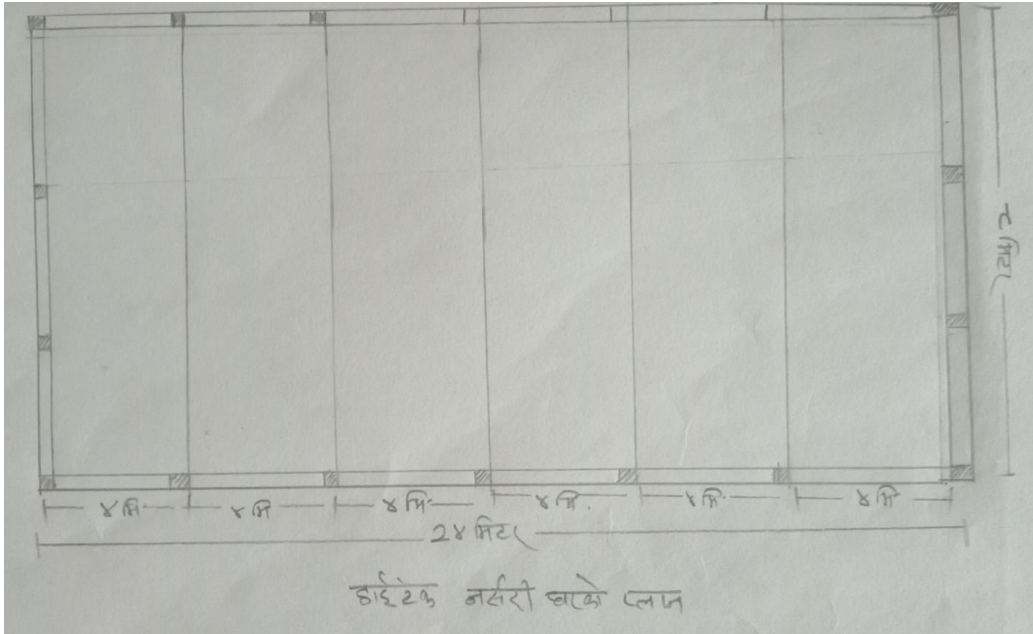 ८ मिटर
४ मि. ४ मि ४ मि. ४ मि. ४ मि. ४ मि
२४ मिटर
हाईटेक नर्सरी घरको प्लान